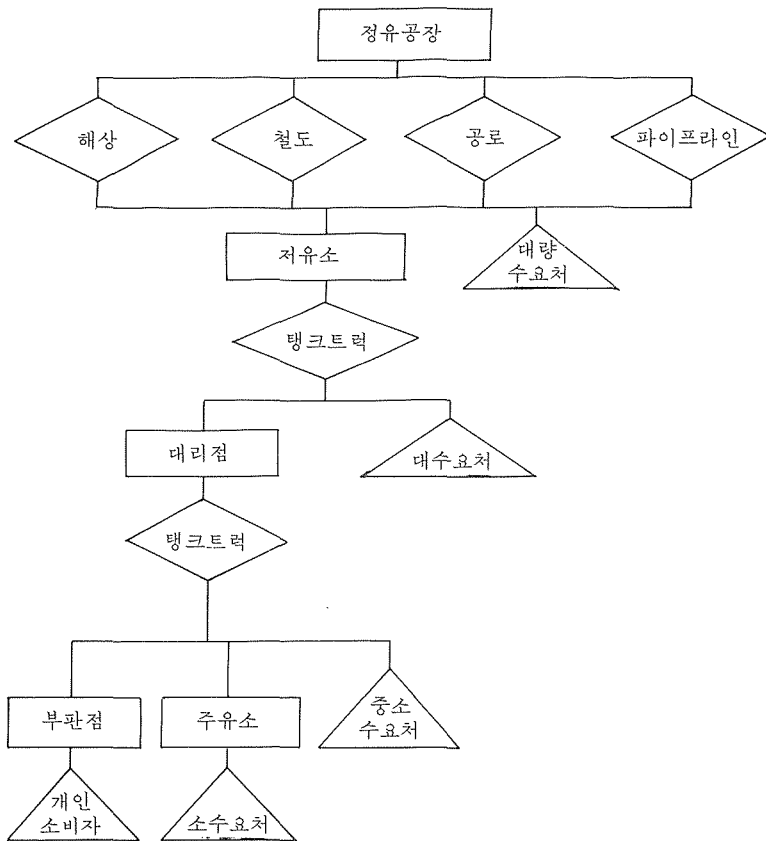 정유공장
해상
철도
공로
파이프라인
저유소
대량
수요처
탱크트럭
대리점
대수요처
탱크트럭
부판점
주유소
중소
수요처
개인
소비자
소수요처